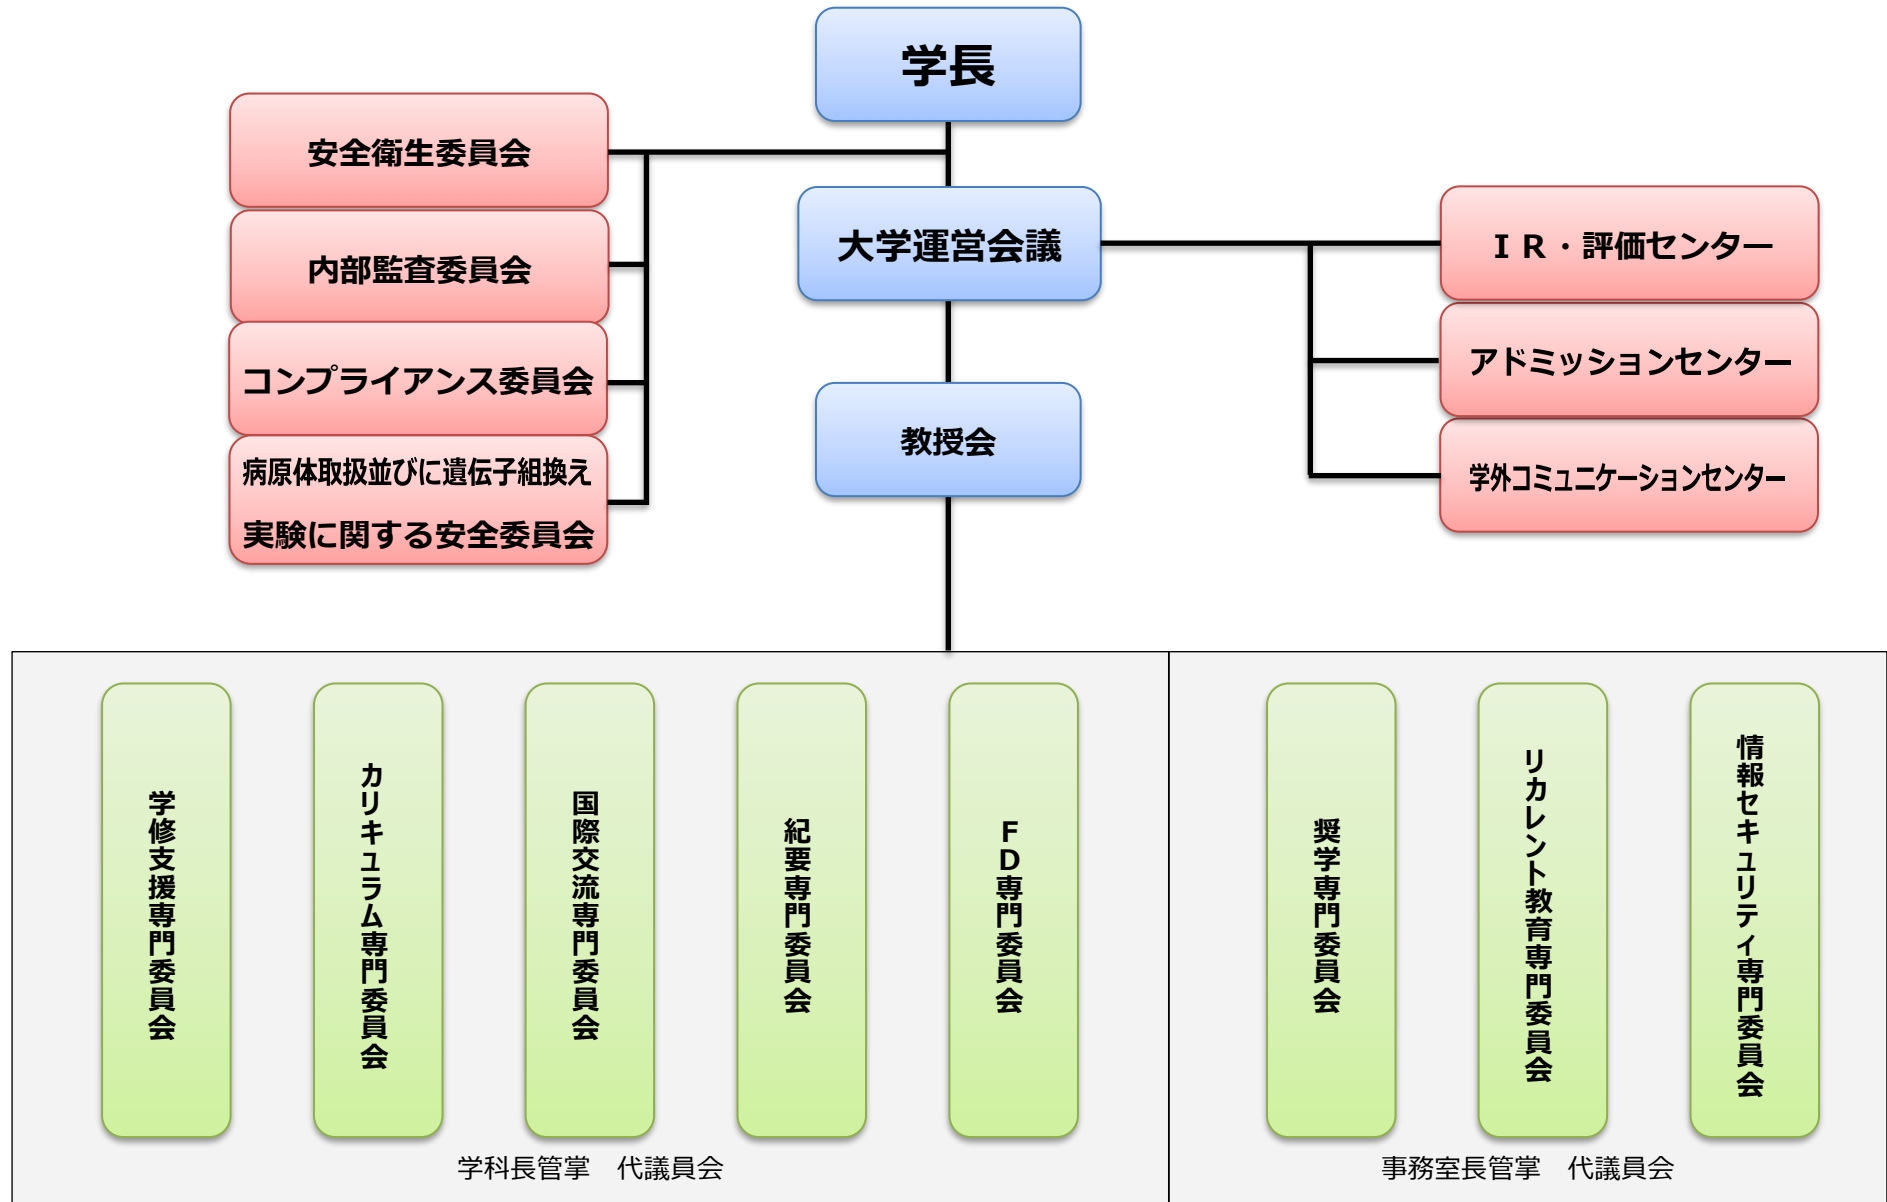 学長
安全衛生委員会
内部監査委員会
コンプライアンス委員会
病原体取扱並びに遺伝子組換え
実験に関する安全委員会
大学運営会議
教授会
ＩＲ・評価センター
アドミッションセンター
学外コミュニケーションセンター
学修支援専門委員会
カリキュラム専門委員会
国際交流専門委員会
紀要専門委員会
ＦＤ専門委員会
学科長管掌　代議員会
奨学専門委員会
リカレント教育専門委員会
情報セキュリティ専門委員会
事務室長管掌　代議員会